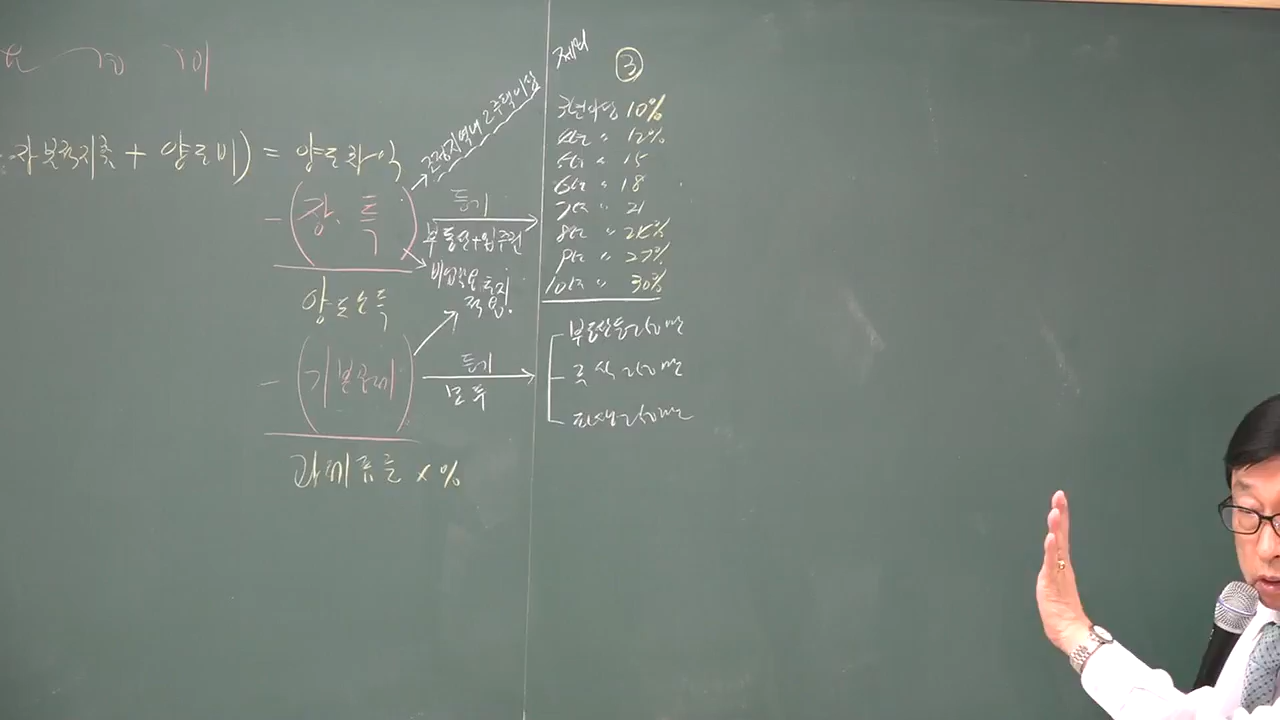 자본적지출 + 양도비) = 양도차익
- (장. 특)
양도소득
- (기본공제)
과세표준 × %
조정지역내 2주택이상
등기
부동산+입주권
비사업용토지
적용.
등기
모두
제외
③
3년이상 10%
4년 〃 12%
5년 〃 15
6년 〃 18
7년 〃 21
8년 〃 24%
9년 〃 27%
10년 〃 30%
부동산등 250만
주식 250만
파생 250만